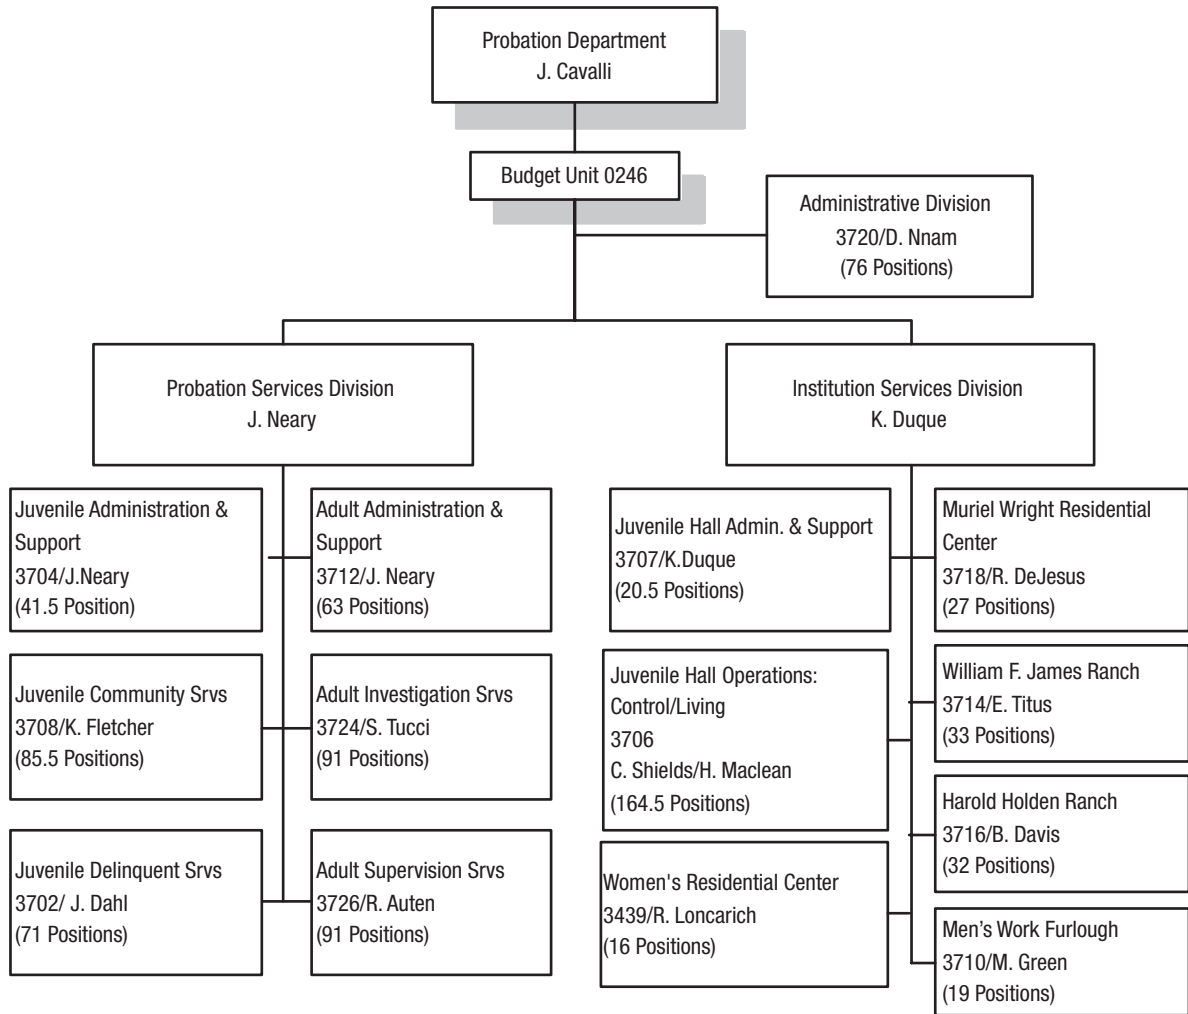 Probation Department
J. Cavalli
Budget Unit 0246
Administrative Division
3720/D. Nnam
(76 Positions)
Probation Services Division
J. Neary
Institution Services Division
K. Duque
Juvenile Administration &
Support
3704/J.Neary
(41.5 Position)
Adult Administration &
Support
3712/J. Neary
(63 Positions)
Juvenile Community Srvs
3708/K. Fletcher
(85.5 Positions)
Adult Investigation Srvs
3724/S. Tucci
(91 Positions)
Juvenile Delinquent Srvs
3702/ J. Dahl
(71 Positions)
Adult Supervision Srvs
3726/R. Auten
(91 Positions)
Juvenile Hall Admin. & Support
3707/K.Duque
(20.5 Positions)
Muriel Wright Residential
Center
3718/R. DeJesus
(27 Positions)
Juvenile Hall Operations:
Control/Living
3706
C. Shields/H. Maclean
(164.5 Positions)
William F. James Ranch
3714/E. Titus
(33 Positions)
Harold Holden Ranch
3716/B. Davis
(32 Positions)
Women's Residential Center
3439/R. Loncarich
(16 Positions)
Men’s Work Furlough
3710/M. Green
(19 Positions)